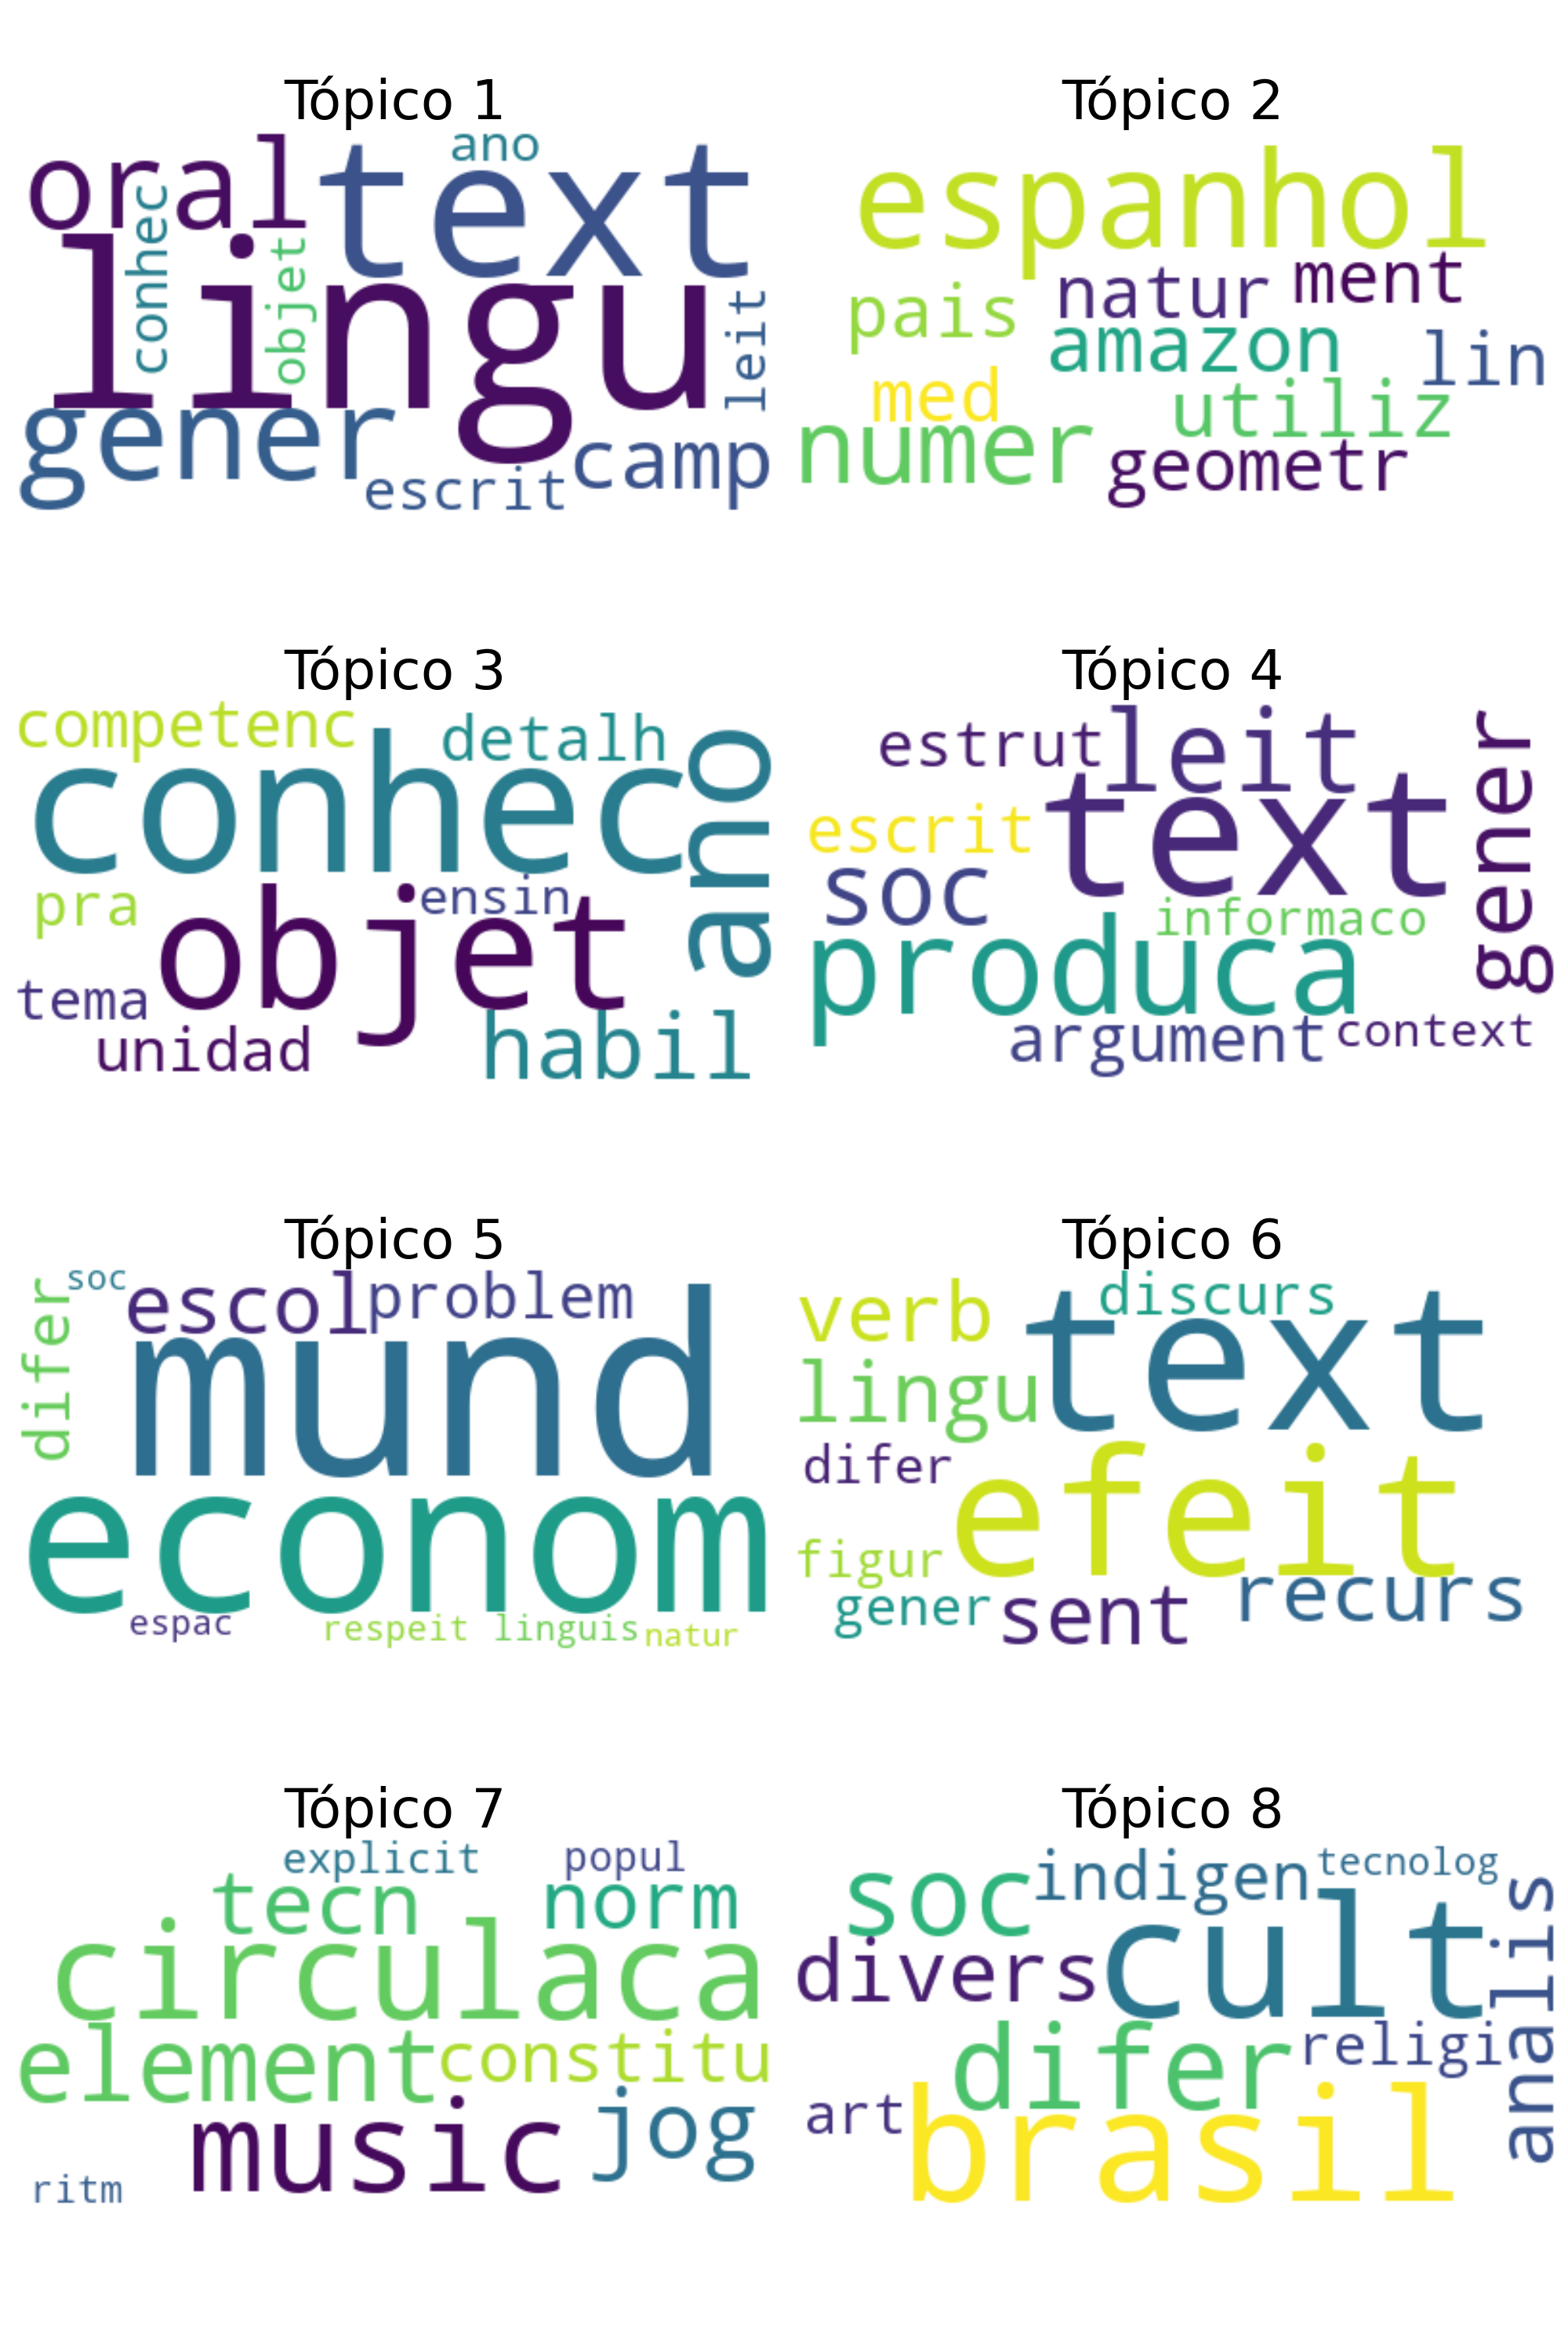 Tópico 1
ano
oral
text
conhec
objet
lingu
leit
gener
camp
escrit
Tópico 2
espanhol
natur
ment
pais
amazon
lin
med
utiliz
numer
geometr
Tópico 3
competenc
detalh
conhec
ano
pra
ensin
objet
tema
unidad
habil
Tópico 4
estrut
leit
gener
escrit
text
soc
informaco
produca
argument
context
Tópico 5
soc
escol
problem
difer
mund
econom
espac
respeit
linguis
natur
Tópico 6
verb
discurs
text
lingu
difer
efeit
figur
gener
sent
recurs
Tópico 7
explicit
popul
tecn
norm
circulaca
element
constitu
music
jog
ritm
Tópico 8
soc
indigen
tecnolog
divers
cult
analis
difer
religi
art
brasil